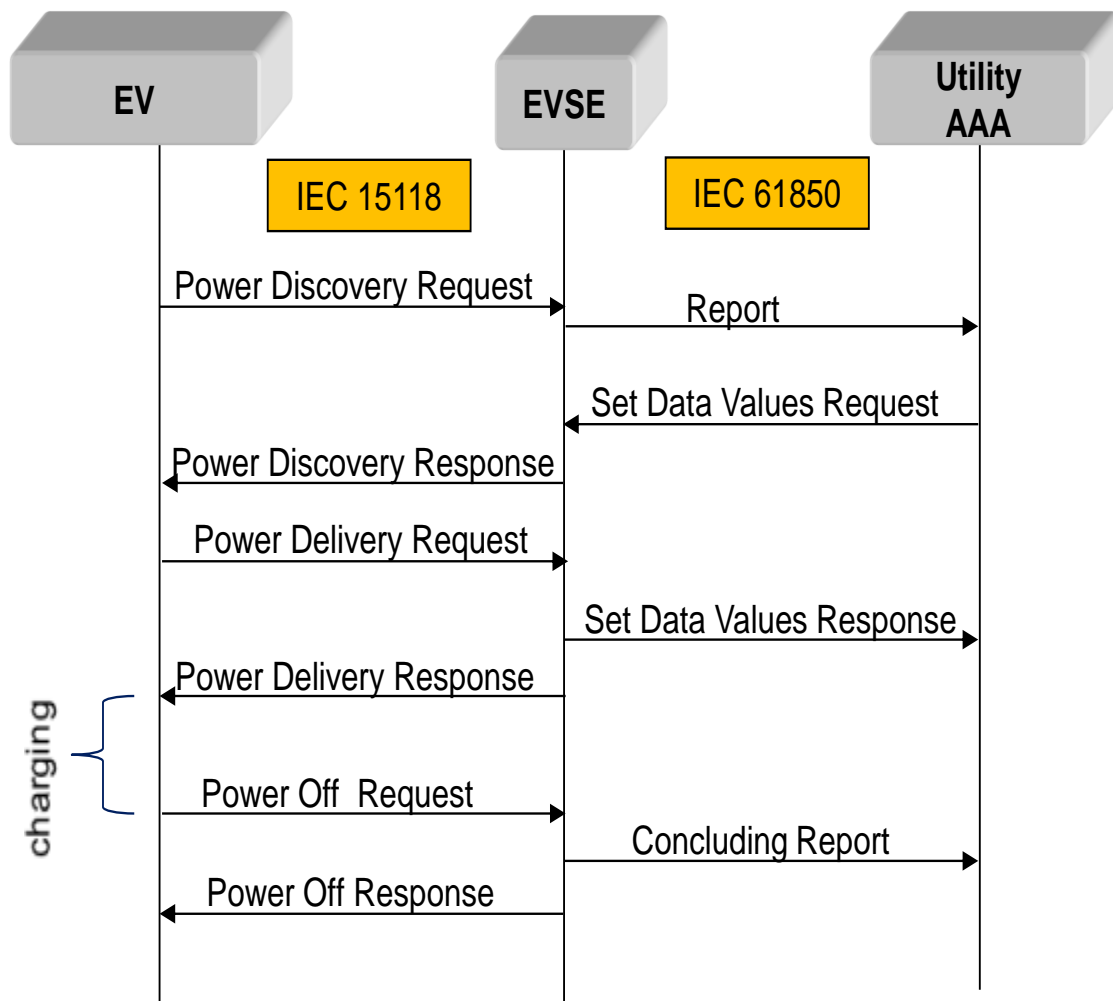 EV
EVSE
Utility
AAA
IEC 15118
IEC 61850
Power Discovery Request
Report
Set Data Values Request
Power Discovery Response
Power Delivery Request
Set Data Values Response
Power Delivery Response
charging
Power Off  Request
Concluding Report
Power Off Response